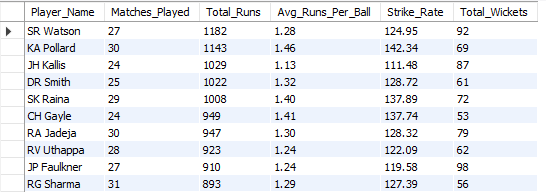 Player_Name Matches_Played Total_Runs Avg_Runs_Per_Ball Strike_Rate Total_Wickets
SR Watson 27 1182 1.28 124.95 92
KA Pollard 30 1143 1.46 142.34 69
JH Kallis 24 1029 1.13 111.48 87
DR Smith 25 1022 1.32 128.72 61
SK Raina 29 1008 1.40 137.89 72
CH Gayle 24 949 1.41 137.74 53
RA Jadeja 30 947 1.30 128.32 79
RV Uthappa 28 923 1.24 122.09 62
JP Faulkner 27 910 1.24 119.58 98
RG Sharma 31 893 1.29 127.39 56